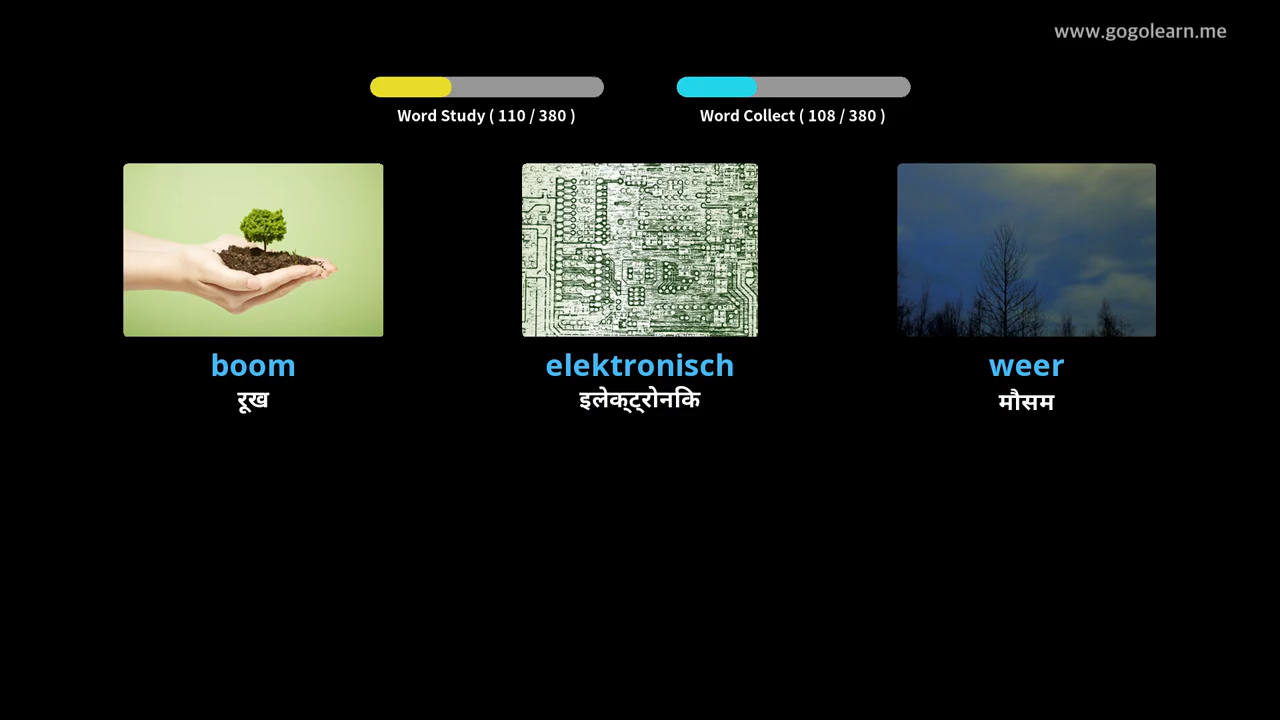 www.gogolearn.me
Word Study ( 110 / 380 )
Word Collect ( 108 / 380 )
boom
elektronisch
weer
रूख
इलेक्ट्रोनकि
मौसम